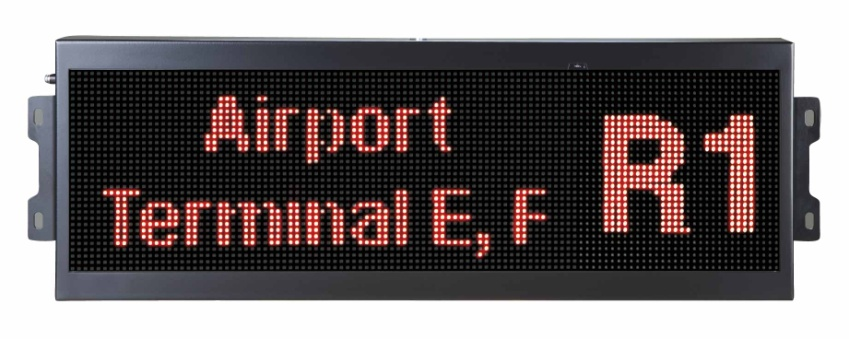 Airport
Terminal E, F
R1